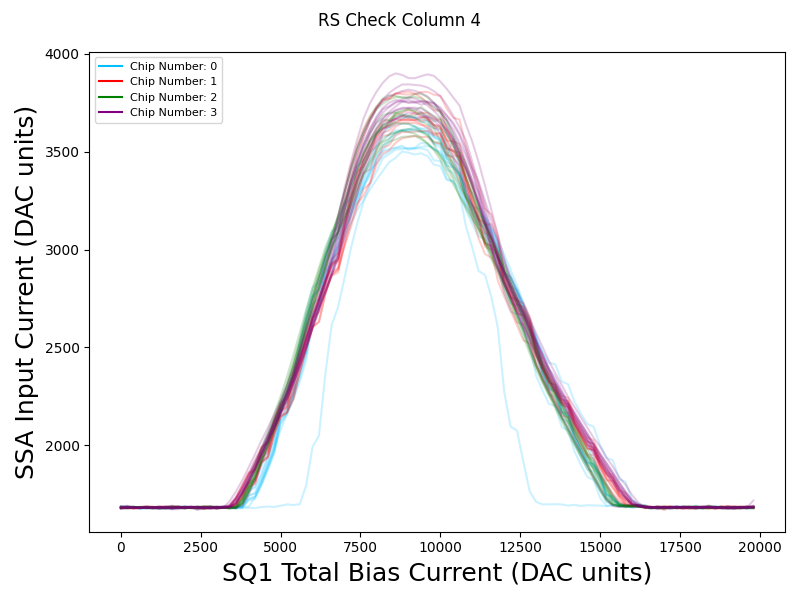 RS Check Column 4
Chip Number: 0
Chip Number: 1
Chip Number: 2
Chip Number: 3
4000
3500
3000
2500
2000
SSA Input Current (DAC units)
0
2500
5000
7500
10000
12500
15000
17500
20000
SQ1 Total Bias Current (DAC units)